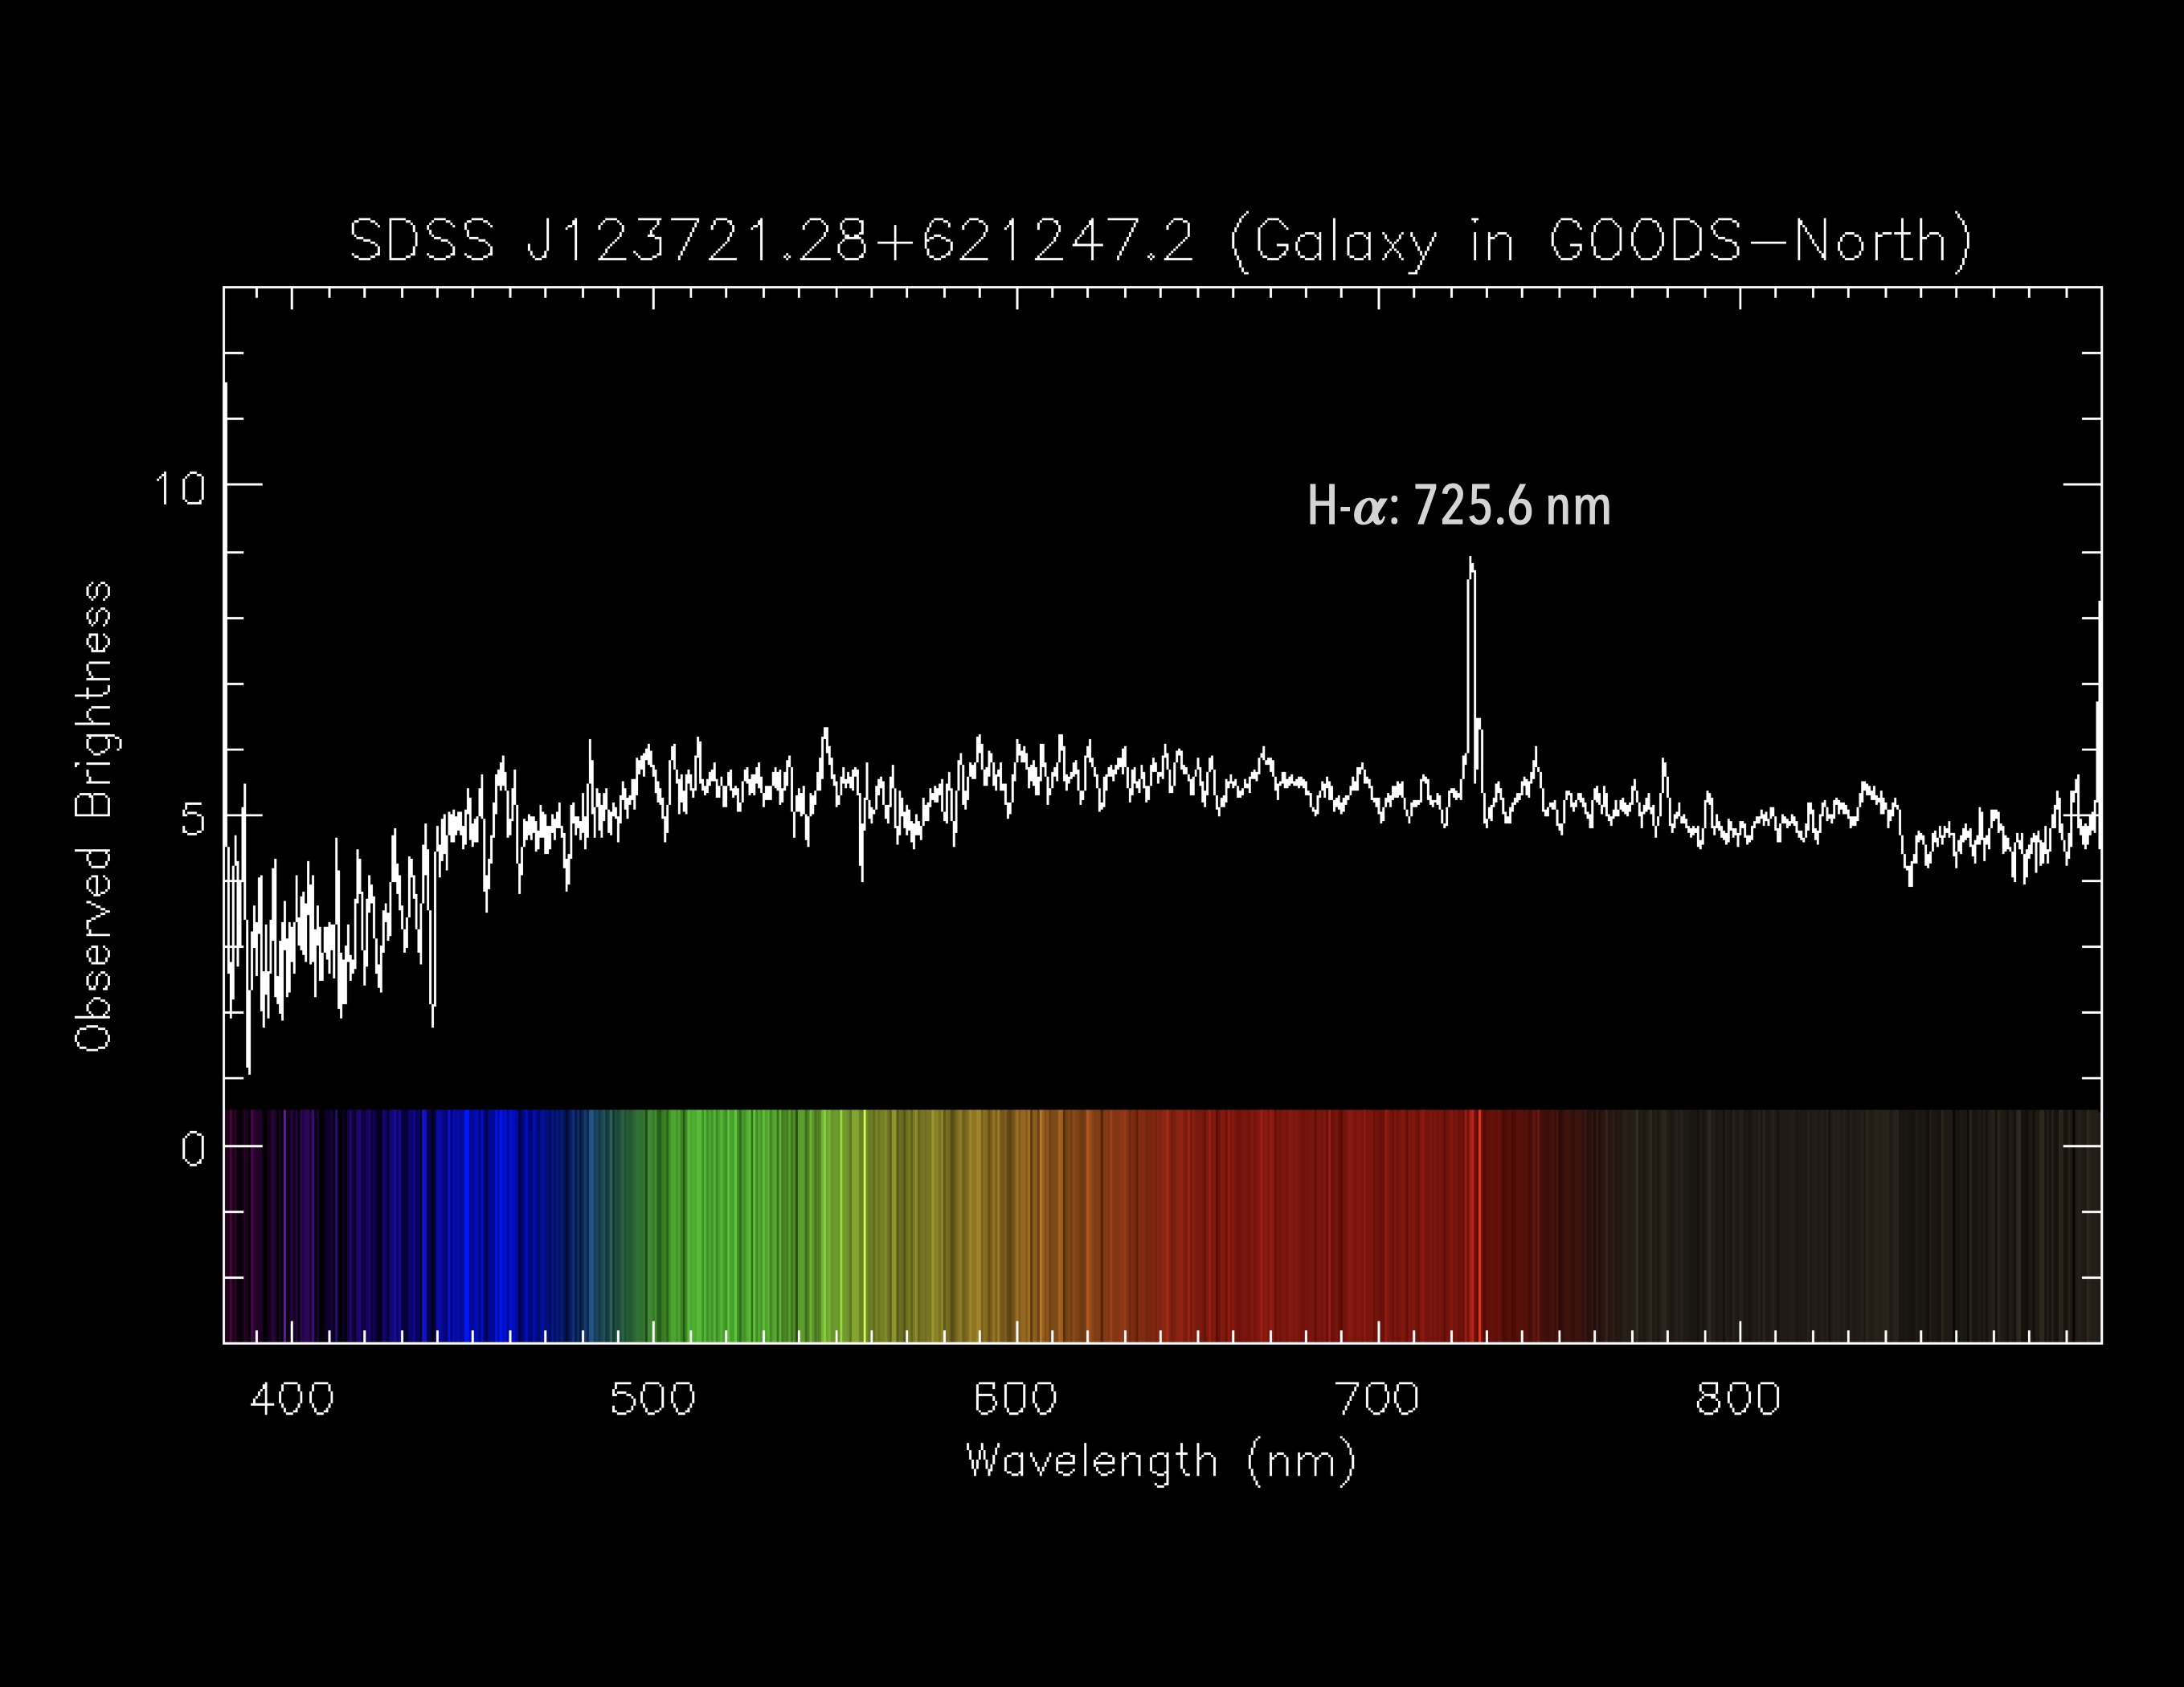 SDSS J123721.28+621247.2 (Galaxy in GOODS-North)
10
H-α: 725.6 nm
Observed Brightness
5
0
400 500 600 700 800
Wavelength (nm)